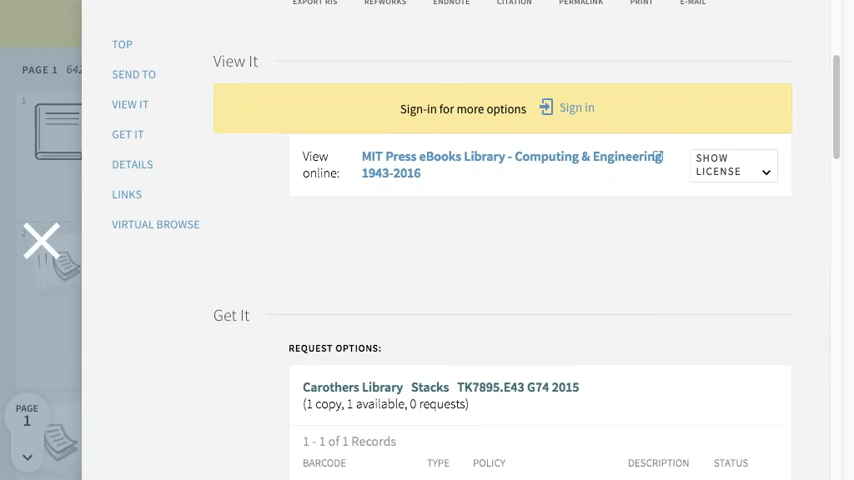 EXPORT RIS REFWORKS ENDNOTE CITATION PERMALINK PRINT E-MAIL
TOP
SEND TO
VIEW IT
GET IT
DETAILS
LINKS
VIRTUAL BROWSE
PAGE 1
1
2
PAGE
1
View It
Sign-in for more options Sign in
View online:
MIT Press eBooks Library - Computing & Engineering
1943-2016
SHOW
LICENSE
Get It
REQUEST OPTIONS:
Carothers Library Stacks TK7895.E43 G74 2015
(1 copy, 1 available, 0 requests)
1 - 1 of 1 Records
BARCODE TYPE POLICY DESCRIPTION STATUS